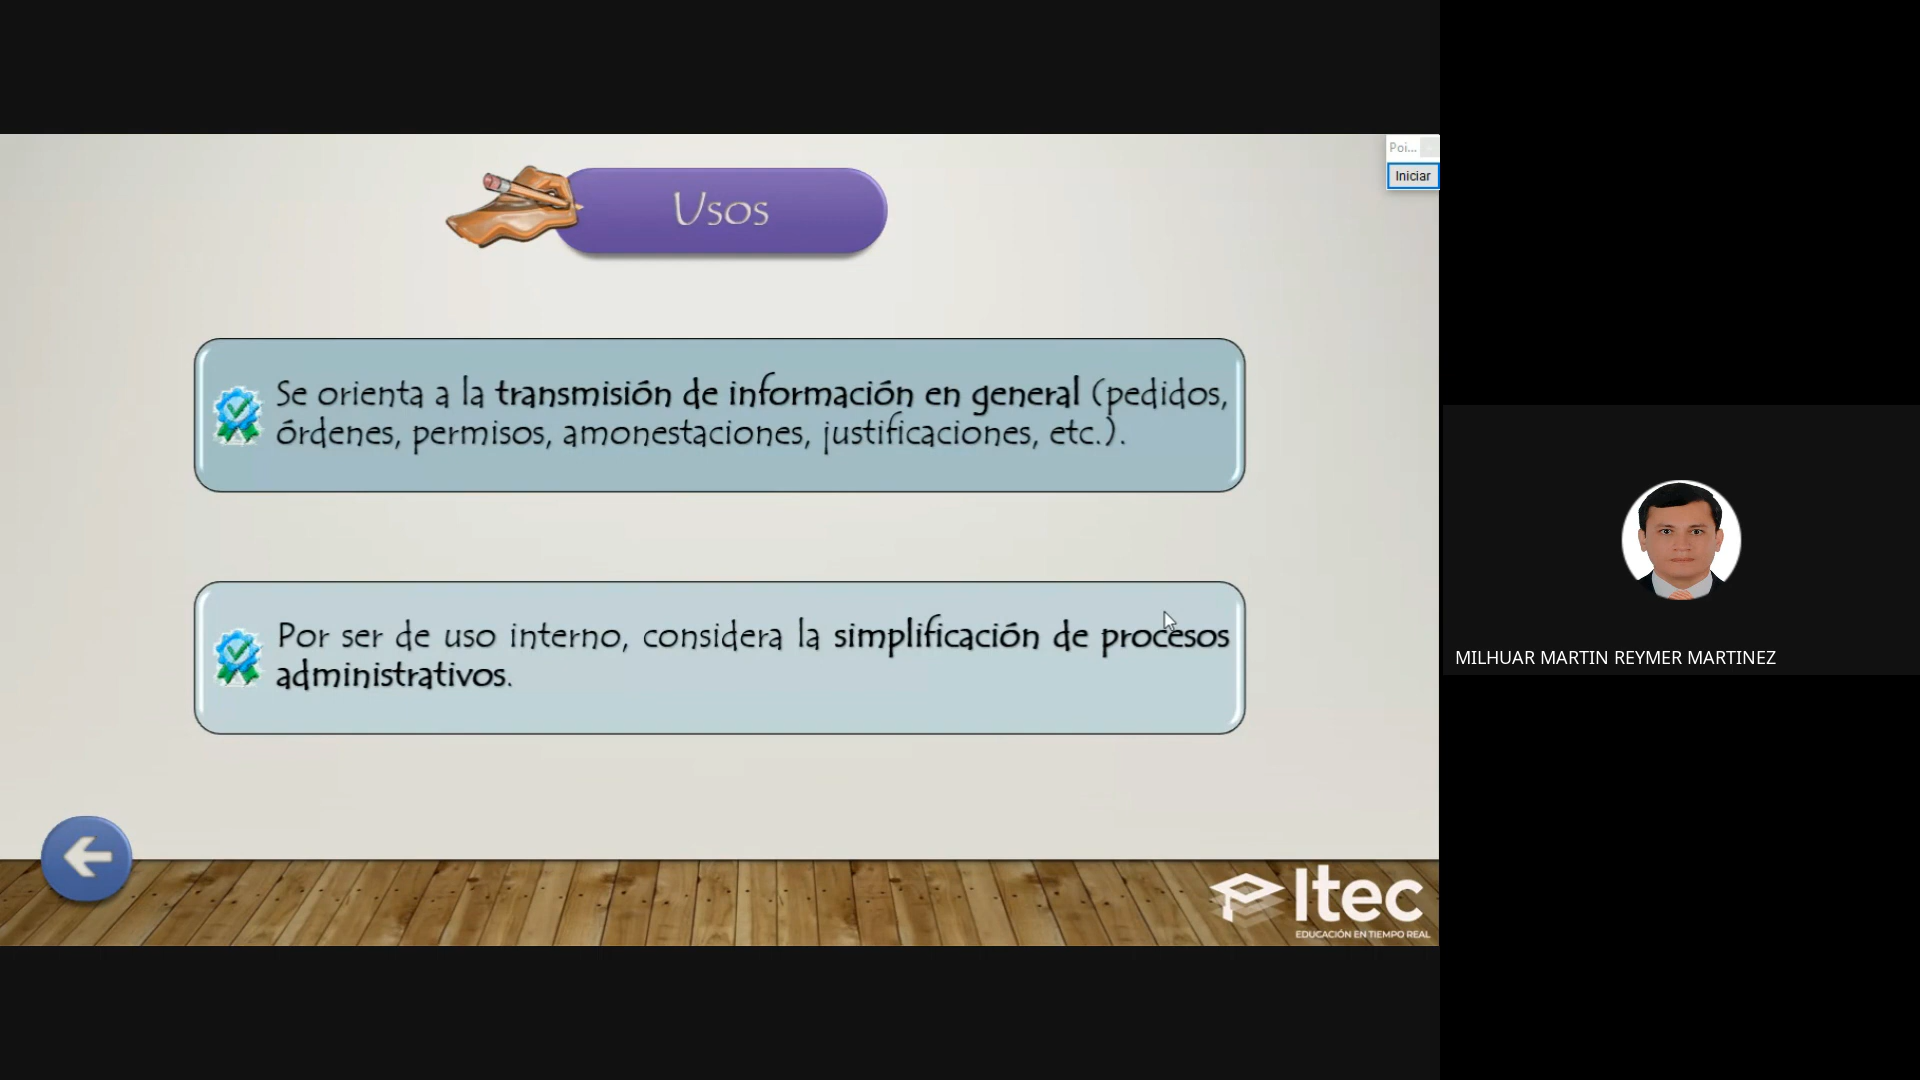 Poi...
Iniciar
Usos
Se orienta a la transmisión de información en general (pedidos,
órdenes, permisos, amonestaciones, justificaciones, etc.).
Por ser de uso interno, considera la simplificación de procesos
administrativos.
Itec
EDUCACIÓN EN TIEMPO REAL
MILHUAR MARTIN REYMER MARTINEZ